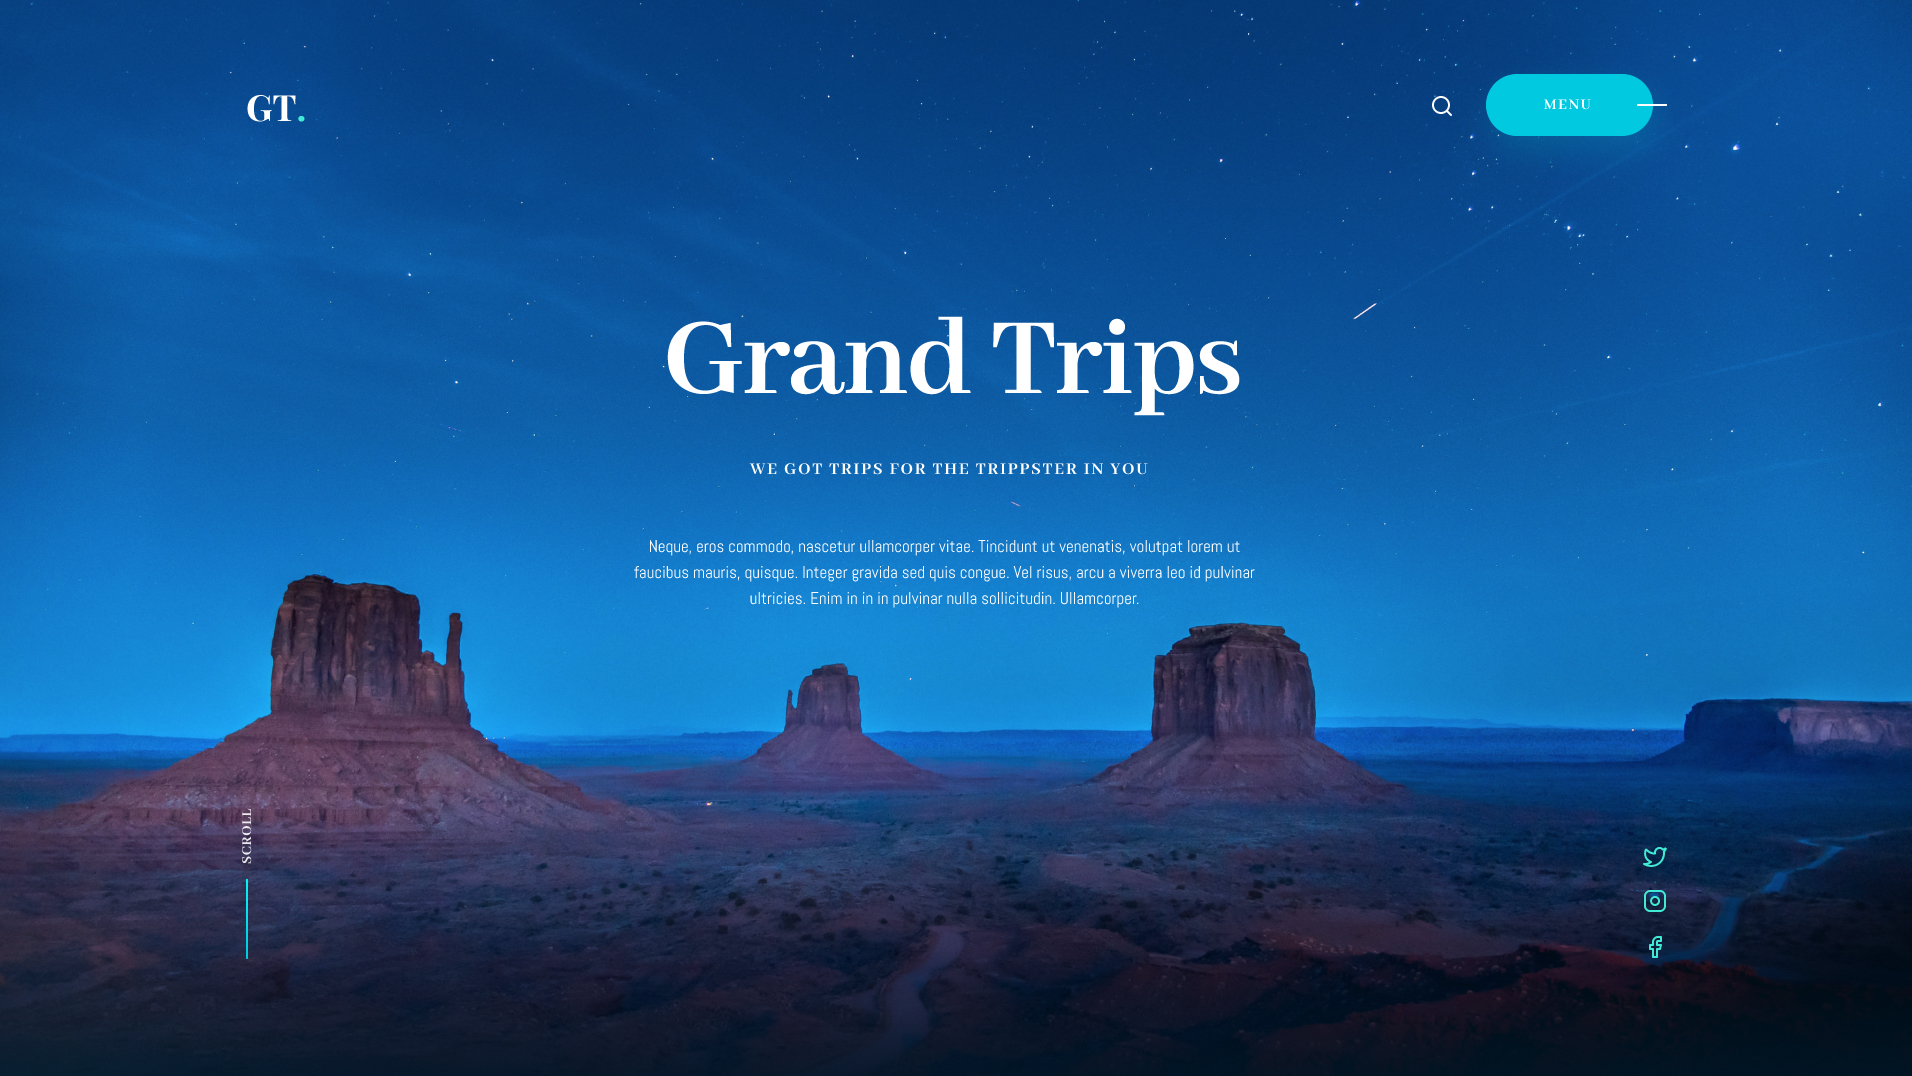 GT.
MENU
Grand Trips
WE GOT TRIPS FOR THE TRIPPSTER IN YOU
Neque, eros commodo, nascetur ullamcorper vitae. Tincidunt ut venenatis, volutpat lorem ut
faucibus mauris, quisque. Integer gravida sed quis congue. Vel risus, arcu a viverra leo id pulvinar
ultricies. Enim in in in pulvinar nulla sollicitudin. Ullamcorper.
SCROLL